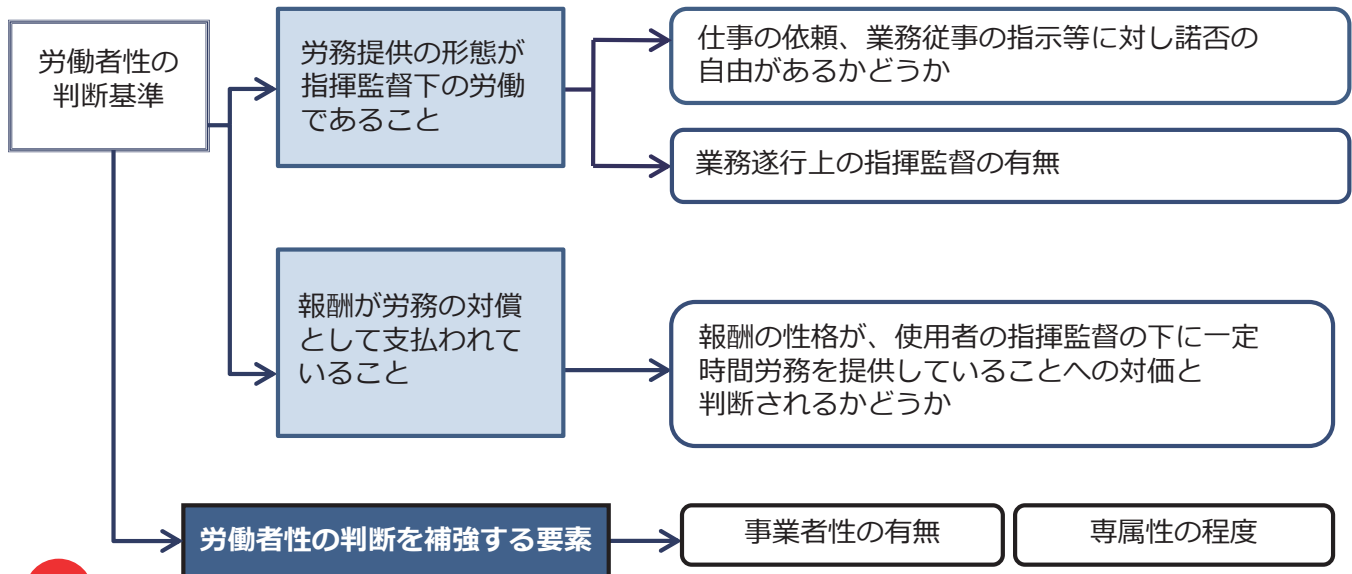 労働者性の
判断基準
労務提供の形態が
指揮監督下の労働
であること
仕事の依頼、業務従事の指示等に対し諾否の
自由があるかどうか
業務遂行上の指揮監督の有無
報酬が労務の対償
として支払われて
いること
報酬の性格が、使用者の指揮監督の下に一定
時間労務を提供していることへの対価と
判断されるかどうか
労働者性の判断を補強する要素
事業者性の有無
専属性の程度